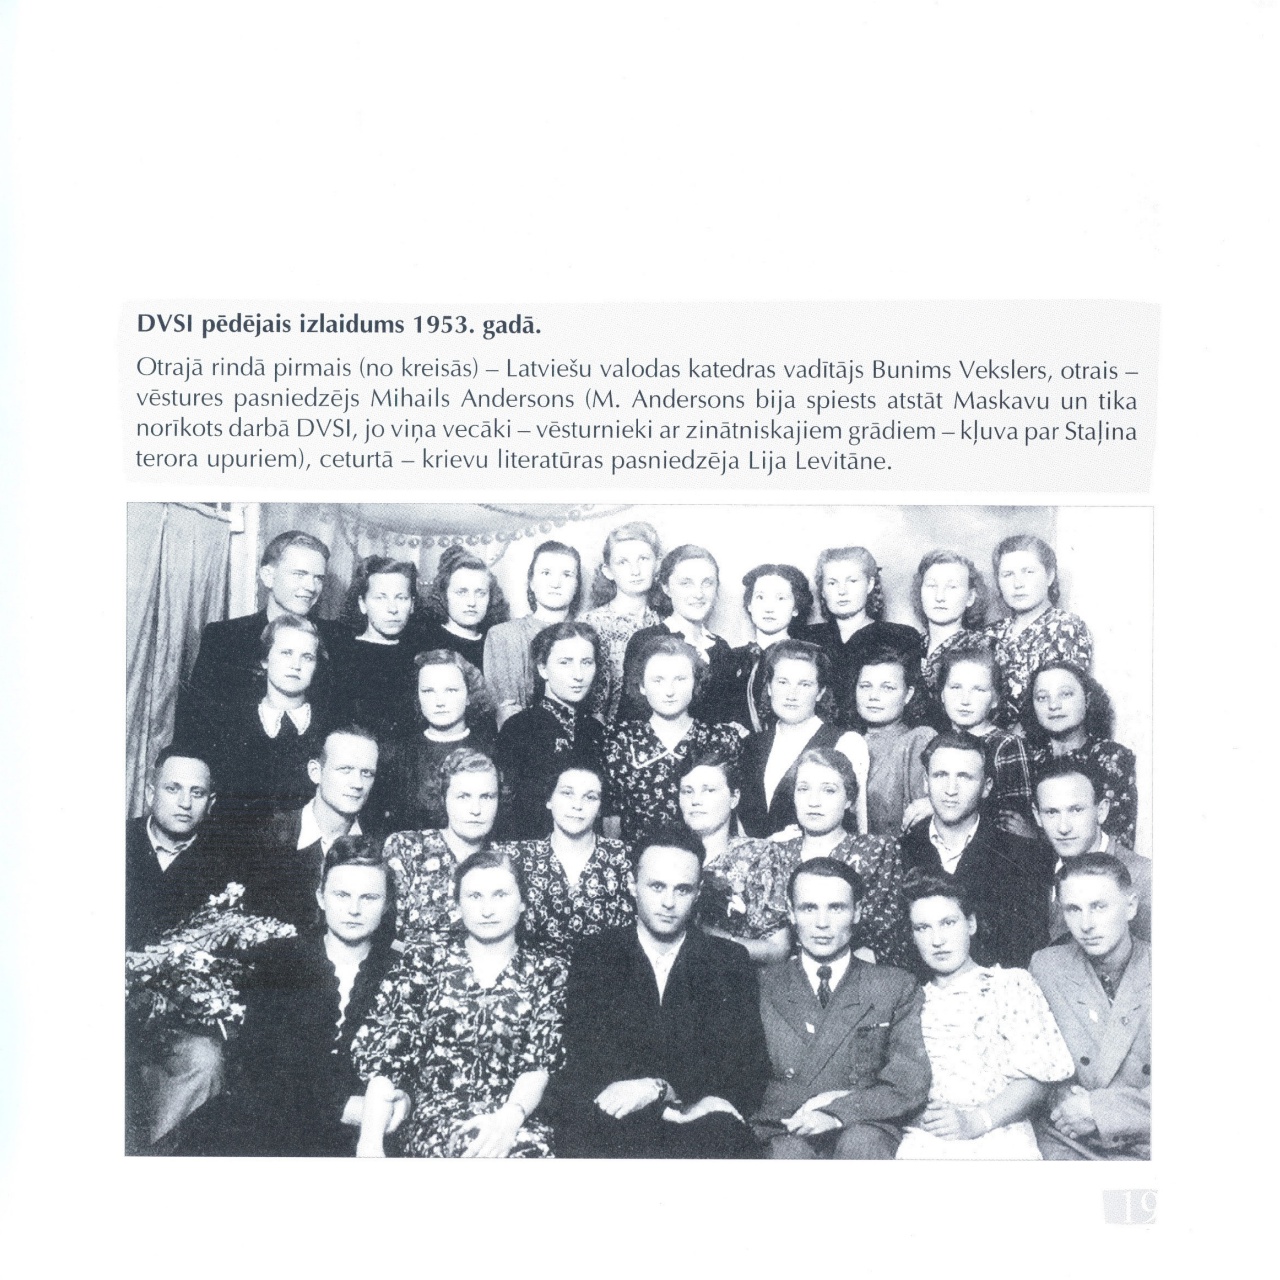 DVSI pēdējais izlaidums 1953. gadā.
Otrajā rindā pirmais (no kreisās) – Latviešu valodas katedras vadītājs Bunims Vekslers, otrais –
vēstures pasniedzējs Mihails Andersons (M. Andersons bija spiests atstāt Maskavu un tika
norīkots darbā DVSI, jo viņa vecāki – vēsturnieki ar zinātniskajiem grādiem – kļuva par Staļina
terora upuriem), ceturtā – krievu literatūras pasniedzēja Lija Levitāne.
19